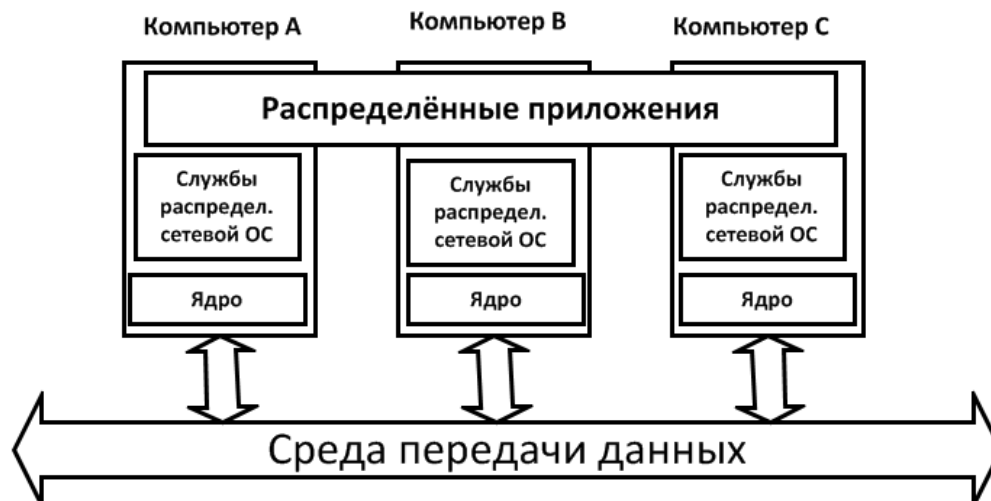 Компьютер А
Компьютер В
Компьютер С
Распределённые приложения
Службы
распредел.
сетевой ОС
Службы
распредел.
сетевой ОС
Службы
распредел.
сетевой ОС
Ядро
Ядро
Ядро
Среда передачи данных